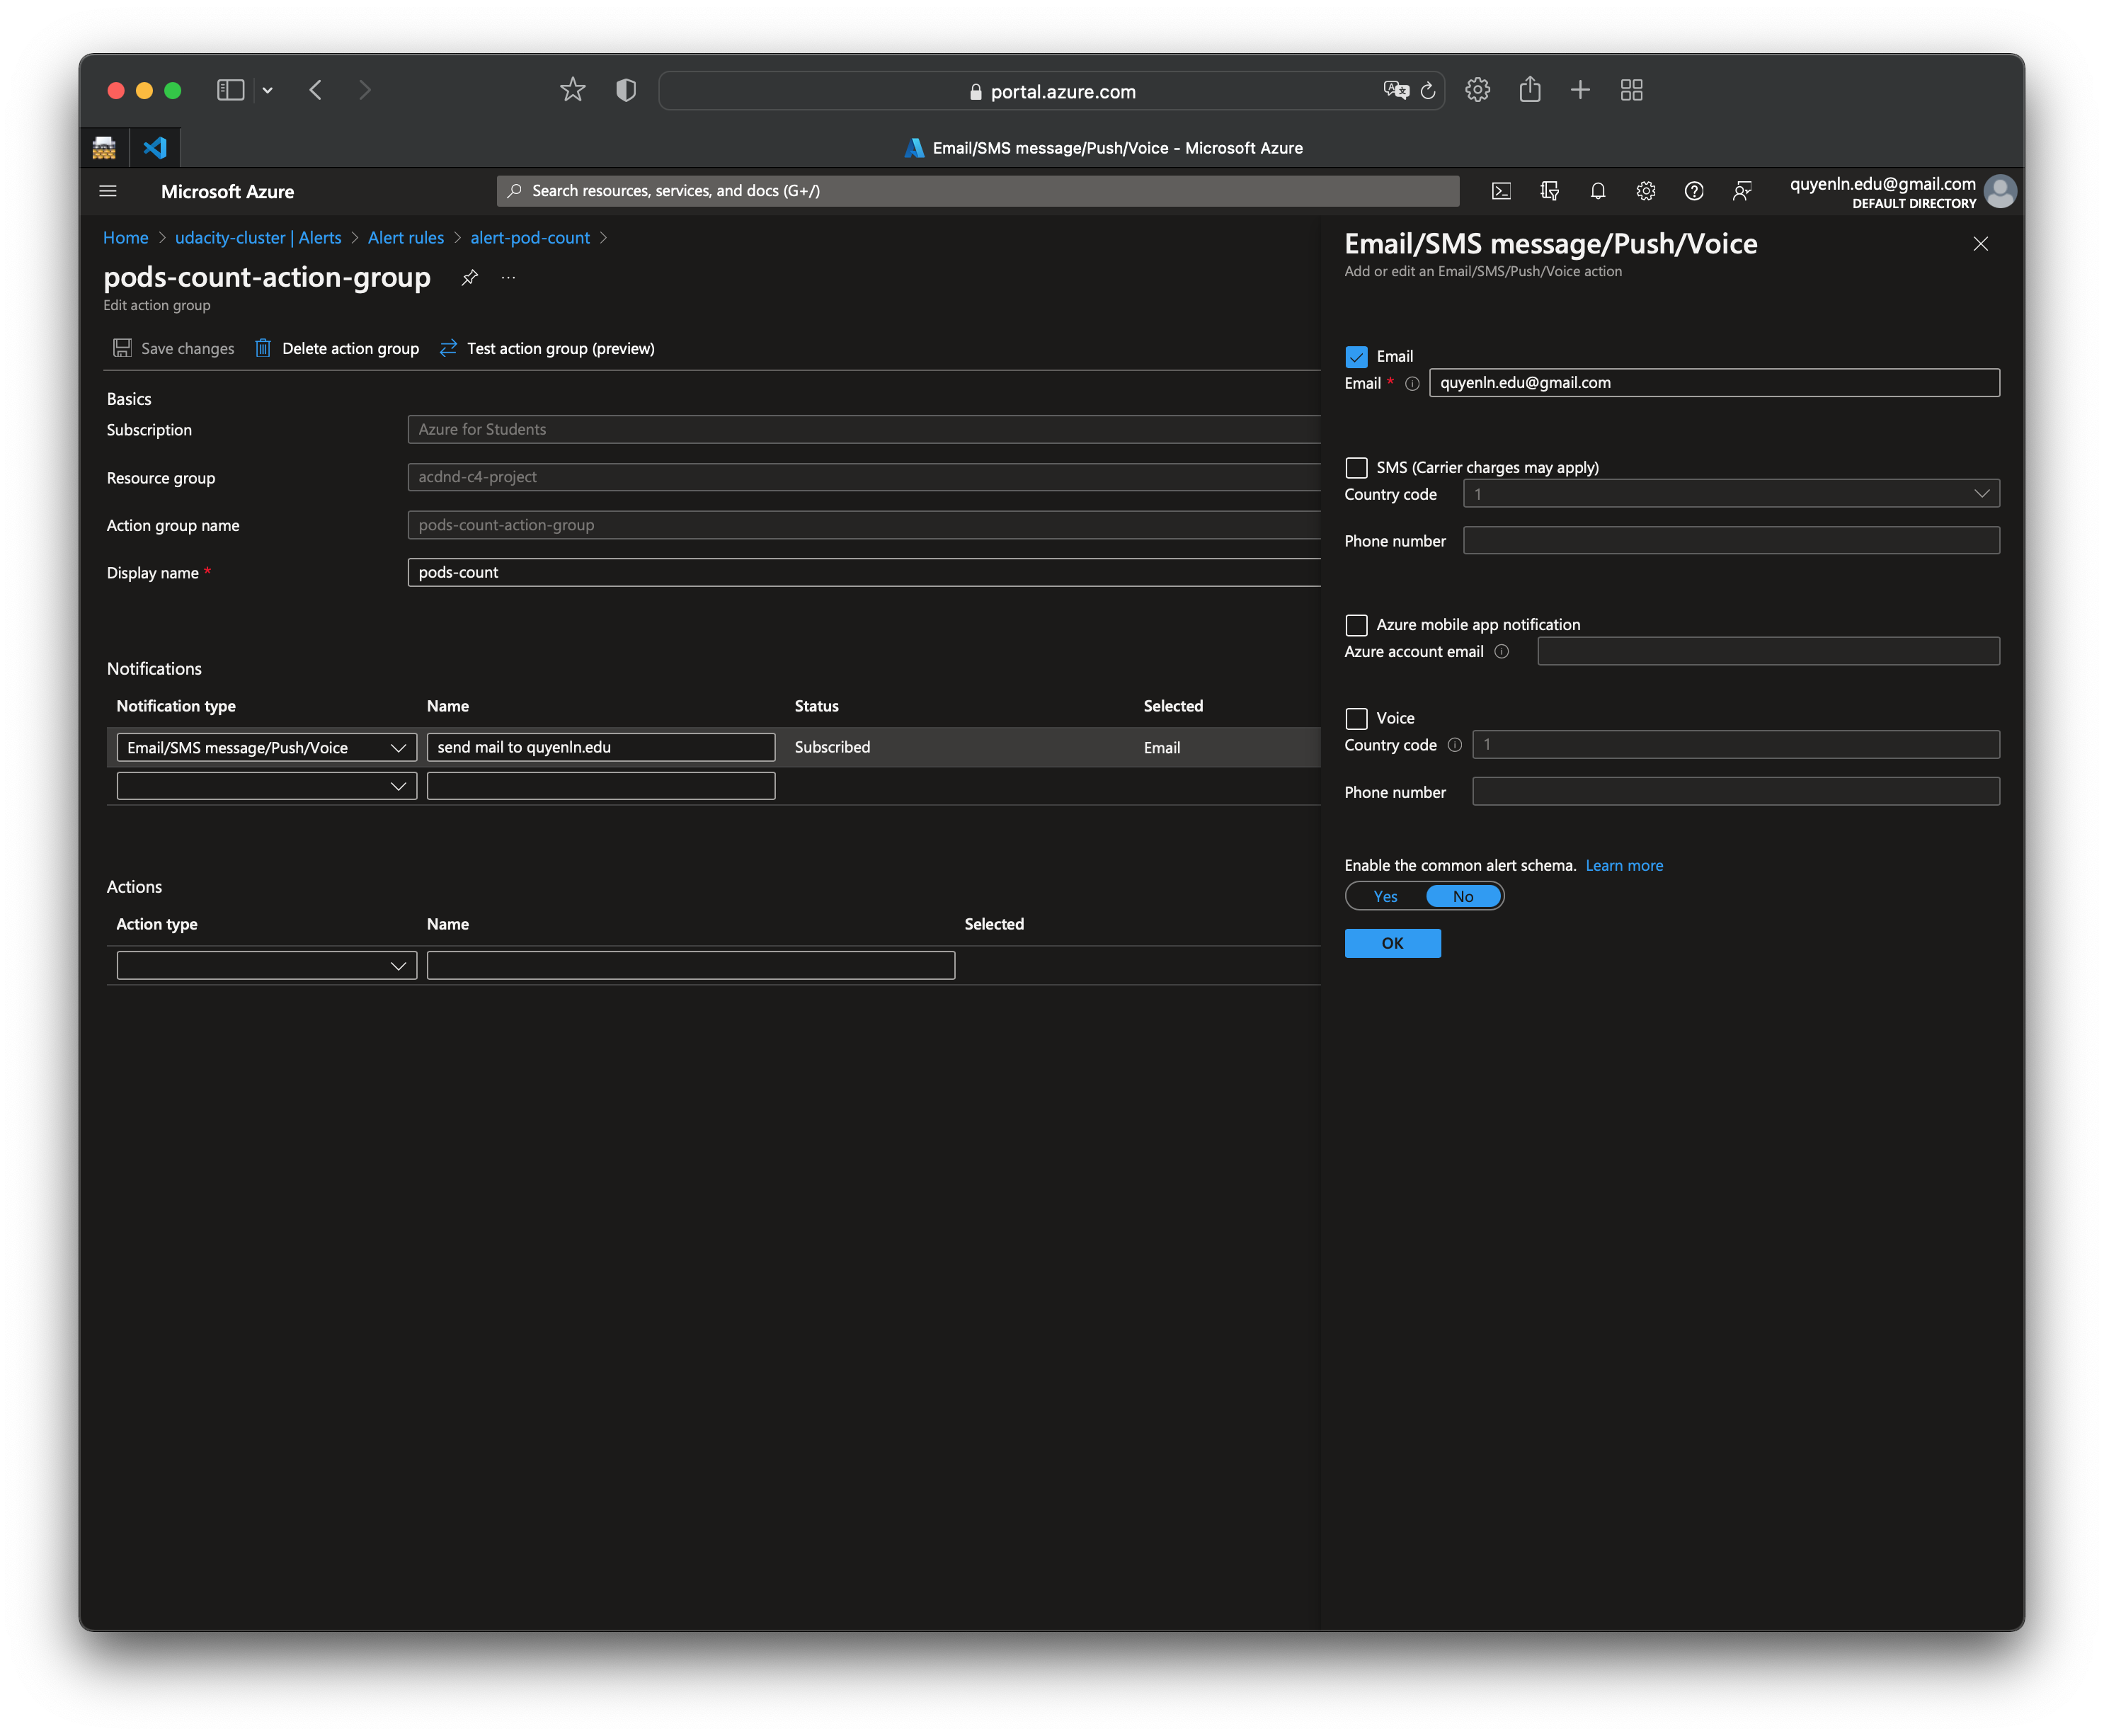 portal.azure.com
Email/SMS message/Push/Voice - Microsoft Azure
Microsoft Azure
Search resources, services, and docs (G+/)
quyenln.edu@gmail.com
DEFAULT DIRECTORY
Home > udacity-cluster | Alerts > Alert rules > alert-pod-count >
pods-count-action-group
...
Edit action group
Save changes
Delete action group
Test action group (preview)
Basics
Subscription
Azure for Students
Resource group
acdnd-c4-project
Action group name
pods-count-action-group
Display name *
pods-count
Notifications
Notification type Name Status Selected
Email/SMS message/Push/Voice send mail to quyenln.edu Subscribed Email
Actions
Action type Name Selected
Email/SMS message/Push/Voice
Add or edit an Email/SMS/Push/Voice action
Email
Email * quyenln.edu@gmail.com
SMS (Carrier charges may apply)
Country code 1
Phone number
Azure mobile app notification
Azure account email
Voice
Country code 1
Phone number
Enable the common alert schema. Learn more
Yes No
OK